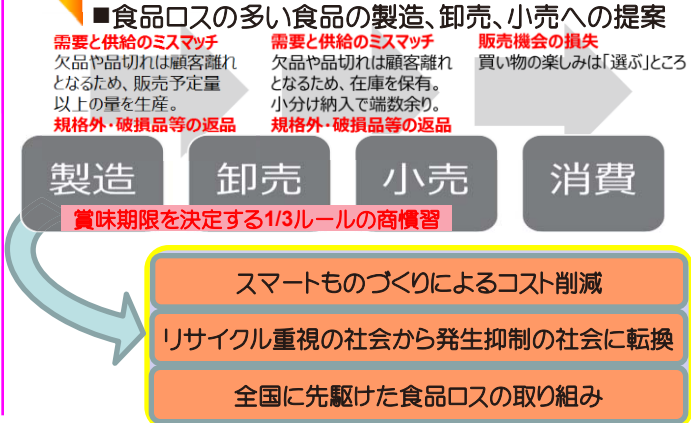 ■食品ロスの多い食品の製造、卸売、小売への提案
需要と供給のミスマッチ
欠品や品切れは顧客離れ
となるため、販売予定量
以上の量を生産。
規格外・破損品等の返品
需要と供給のミスマッチ
欠品や品切れは顧客離れ
となるため、在庫を保有。
小分け納入で端数余り。
規格外・破損品等の返品
販売機会の損失
買い物の楽しみは「選ぶ」ところ
製造
卸売
小売
消費
賞味期限を決定する1/3ルールの商慣習
スマートものづくりによるコスト削減
リサイクル重視の社会から発生抑制の社会に転換
全国に先駆けた食品ロスの取り組み